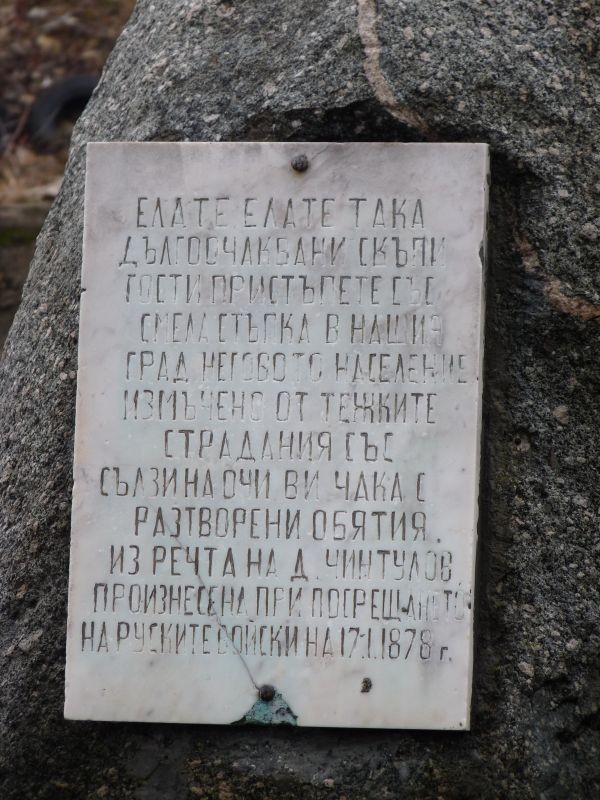 ЕЛАТЕ, ЕЛАТЕ ТАКА
ДЪЛГООЧАКВАНИ СКЪПИ
ГОСТИ ПРИСТЪПЕТЕ СЪС
СМЕЛА СТЪПКА В НАШИЯ
ГРАД НЕГОВОТО НАСЕЛЕНИЕ
ИЗМЪЧЕНО ОТ ТЕЖКИТЕ
СТРАДАНИЯ СЪС
СЪЛЗИ НА ОЧИ ВИ ЧАКА С
РАЗТВОРЕНИ ОБЯТИЯ.
ИЗ РЕЧТА НА Д. ЧИНТУЛОВ,
ПРОИЗНЕСЕНА ПРИ ПОСРЕЩАНЕТО
НА РУСКИТЕ ВОЙСКИ НА 17.I.1878 г.